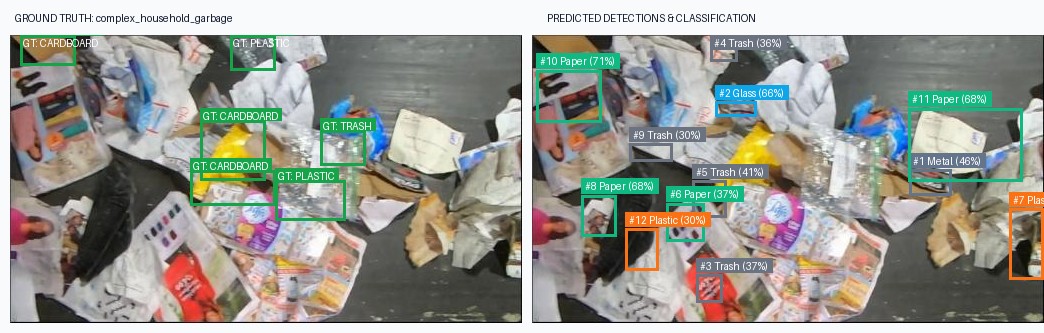 GROUND TRUTH: complex_household_garbage
PREDICTED DETECTIONS & CLASSIFICATION
GT: CARDBOARD
GT: PLASTIC
GT: CARDBOARD
GT: TRASH
GT: CARDBOARD
GT: PLASTIC
#4 Trash (36%)
#10 Paper (71%)
#2 Glass (66%)
#11 Paper (68%)
#9 Trash (30%)
#1 Metal (46%)
#5 Trash (41%)
#8 Paper (68%)
#6 Paper (37%)
#7 Plas
#12 Plastic (30%)
#3 Trash (37%)